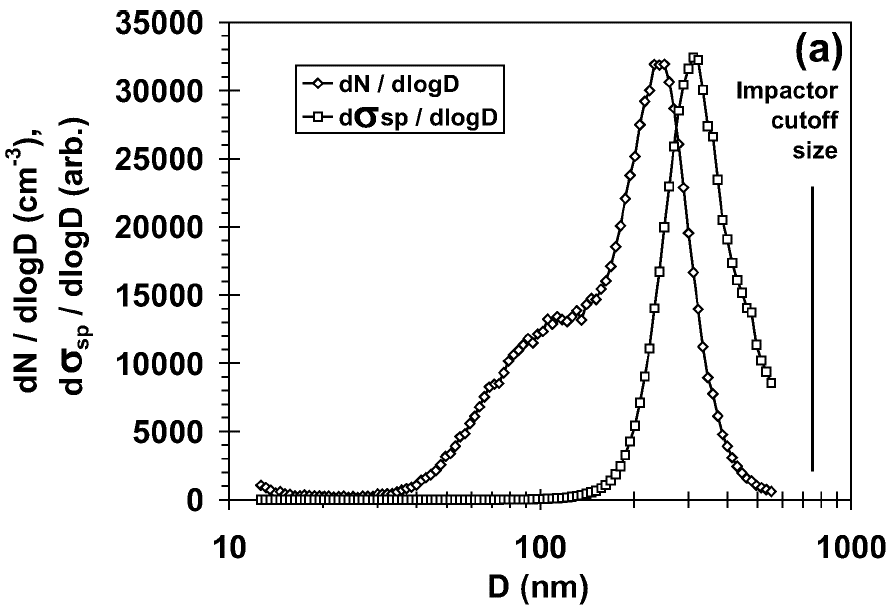 (a)
dN / dlogD
dσsp / dlogD
Impactor
cutoff
size
35000
30000
25000
20000
15000
10000
5000
0
dN / dlogD (cm⁻³),
dσsp / dlogD (arb.)
10
100
1000
D (nm)